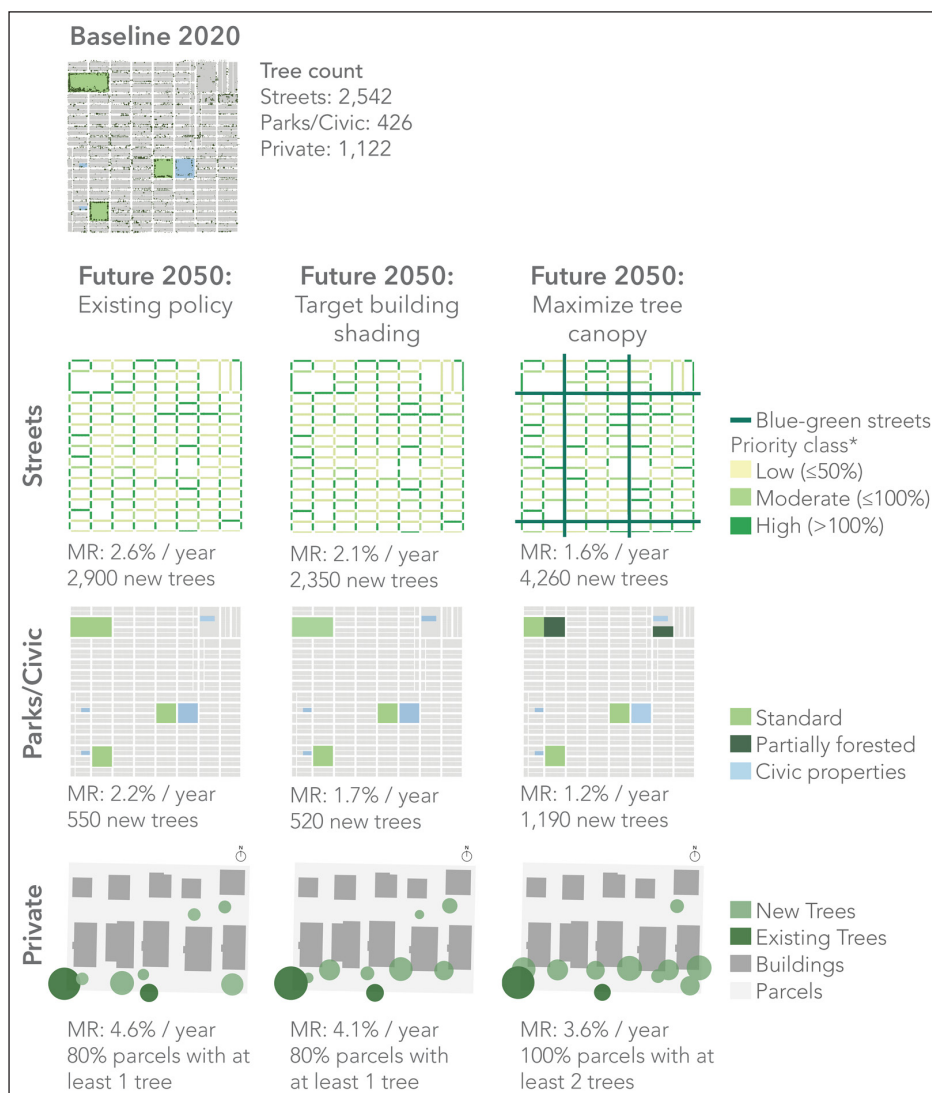 Baseline 2020
Tree count
Streets: 2,542
Parks/Civic: 426
Private: 1,122
Future 2050:
Existing policy
Future 2050:
Target building
shading
Future 2050:
Maximize tree
canopy
Streets
Blue-green streets
Priority class*
Low (≤50%)
Moderate (≤100%)
High (>100%)
MR: 2.6% / year
2,900 new trees
MR: 2.1% / year
2,350 new trees
MR: 1.6% / year
4,260 new trees
Parks/Civic
Standard
Partially forested
Civic properties
MR: 2.2% / year
550 new trees
MR: 1.7% / year
520 new trees
MR: 1.2% / year
1,190 new trees
Private
N
N
N
New Trees
Existing Trees
Buildings
Parcels
MR: 4.6% / year
80% parcels with at
least 1 tree
MR: 4.1% / year
80% parcels with
at least 1 tree
MR: 3.6% / year
100% parcels with at
least 2 trees